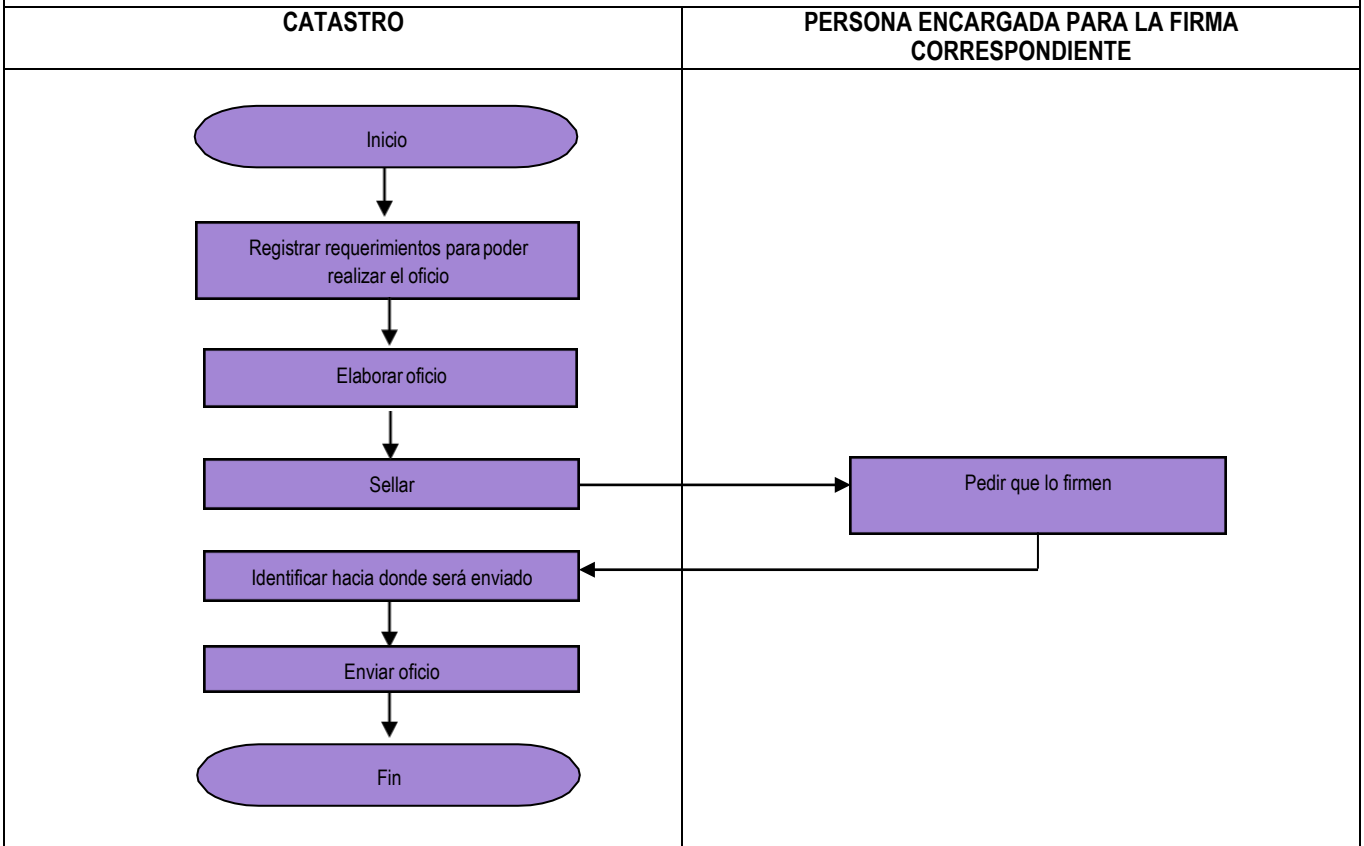 CATASTRO
PERSONA ENCARGADA PARA LA FIRMA
CORRESPONDIENTE
Inicio
Registrar requerimientos para poder
realizar el oficio
Elaborar oficio
Sellar
Pedir que lo firmen
Identificar hacia donde será enviado
Enviar oficio
Fin